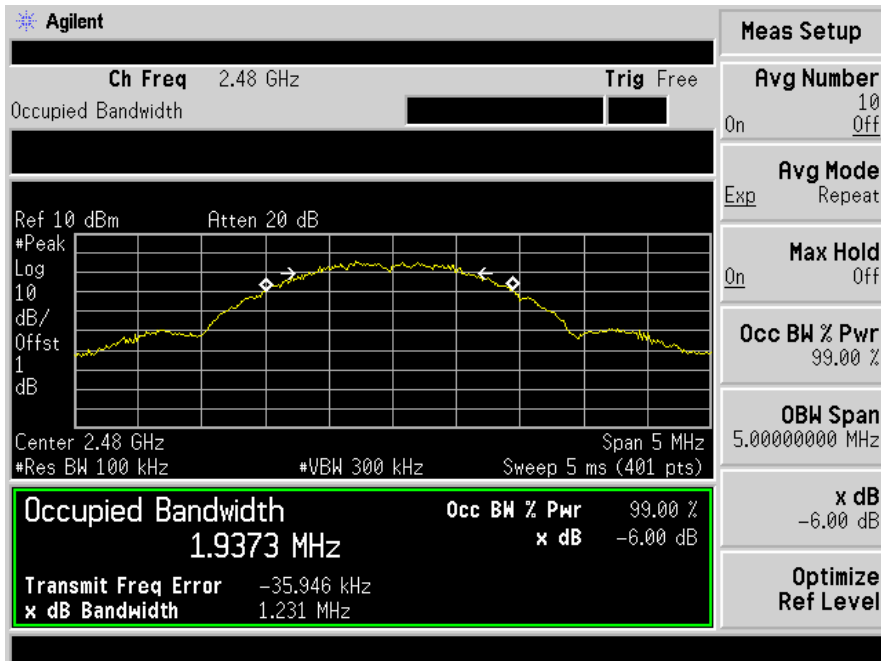 Agilent
Ch Freq 2.48 GHz Trig Free
Occupied Bandwidth
Ref 10 dBm Atten 20 dB
#Peak
Log
10
dB/
Offst
1
dB
Center 2.48 GHz Span 5 MHz
#Res BW 100 kHz #VBW 300 kHz Sweep 5 ms (401 pts)
Occupied Bandwidth
1.9373 MHz
Occ BW % Pwr 99.00 %
x dB -6.00 dB
Transmit Freq Error -35.946 kHz
x dB Bandwidth 1.231 MHz
Meas Setup
Avg Number
10
On Off
Avg Mode
Exp Repeat
Max Hold
On Off
Occ BW % Pwr
99.00 %
OBW Span
5.00000000 MHz
x dB
-6.00 dB
Optimize
Ref Level